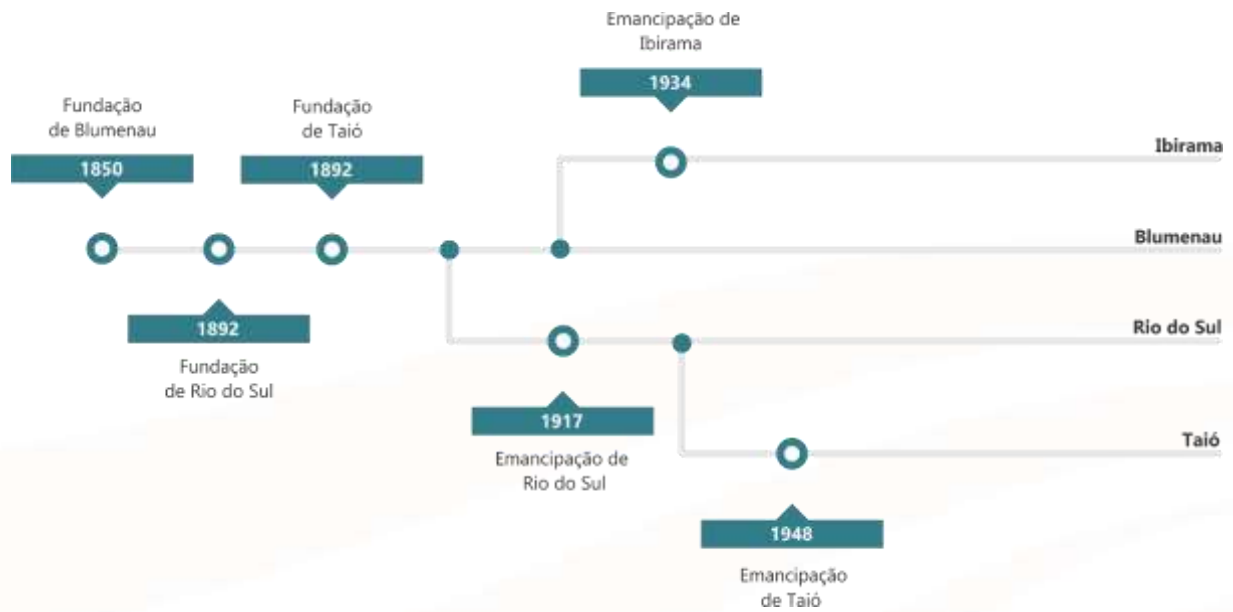 Emancipação de
Ibirama
1934
Fundação
de Blumenau
1850
Fundação
de Taió
1892
Ibirama
Blumenau
1892
Fundação
de Rio do Sul
Rio do Sul
1917
Emancipação de
Rio do Sul
Taió
1948
Emancipação
de Taió